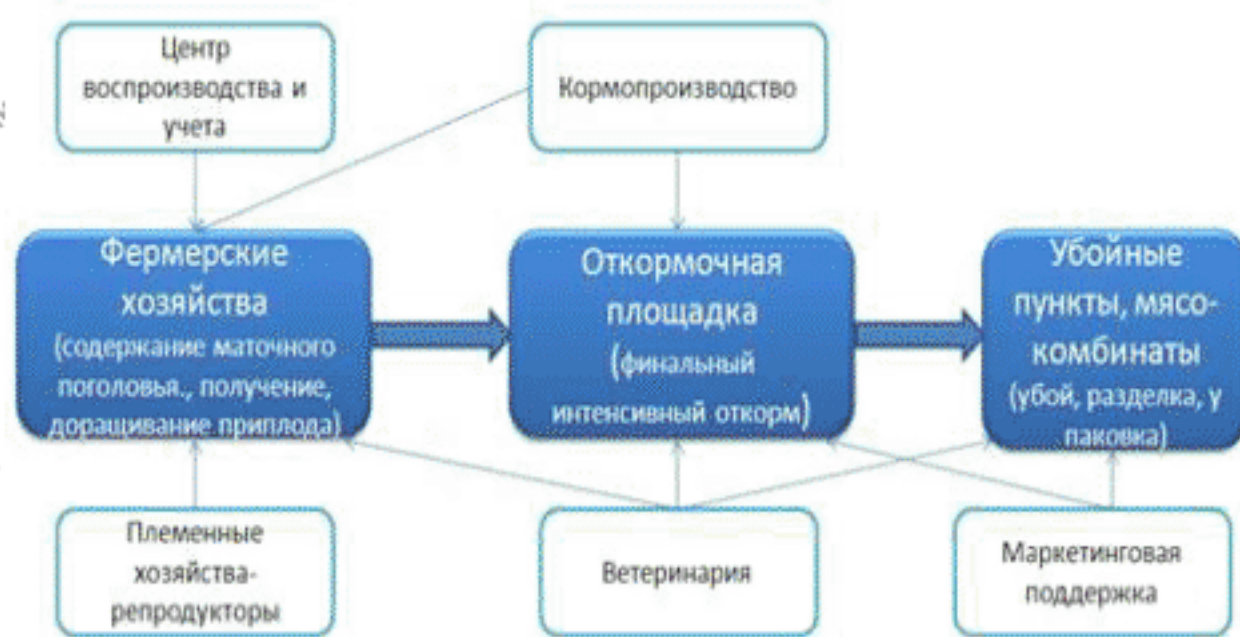 Центр
воспроизводства и
учета
Кормопроизводство
Фермерские
хозяйства
(содержание маточного
поголовья., получение,
доращивание приплода)
Откормочная
площадка
(финальный
интенсивный откорм)
Убойные
пункты, мясо-
комбинаты
(убой, разделка, у
паковка)
Племенные
хозяйства-
репродукторы
Ветеринария
Маркетинговая
поддержка